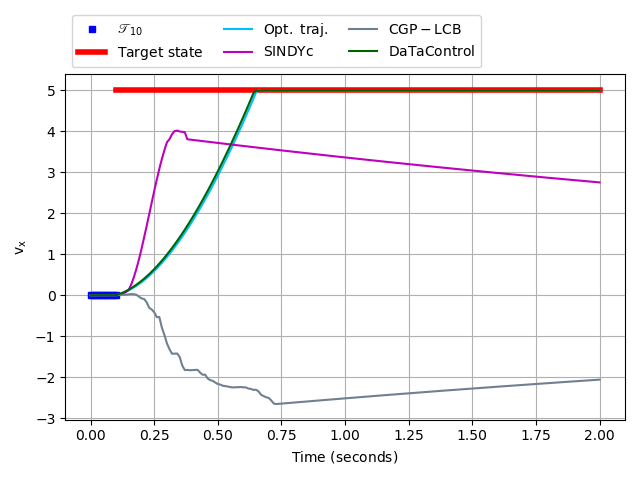 𝒯₁₀ Opt. traj. CGP − LCB
Target state SINDYc DaTaControl
5
4
3
2
1
0
−1
−2
−3
vₓ
0.00 0.25 0.50 0.75 1.00 1.25 1.50 1.75 2.00
Time (seconds)